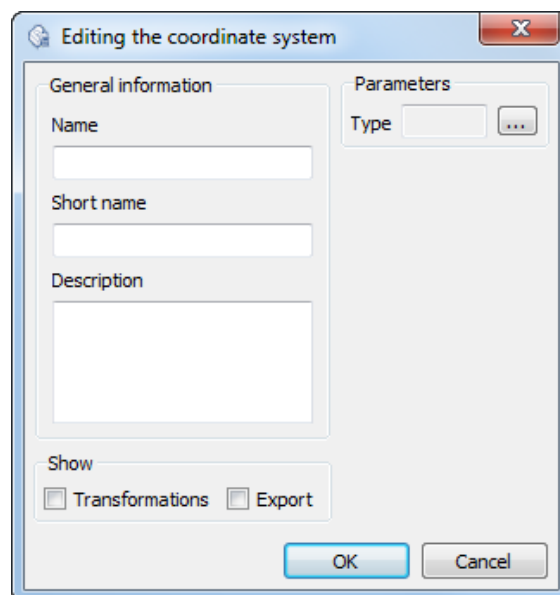 Editing the coordinate system
General information
Name
Short name
Description
Parameters
Type ...
Show
Transformations Export
OK Cancel